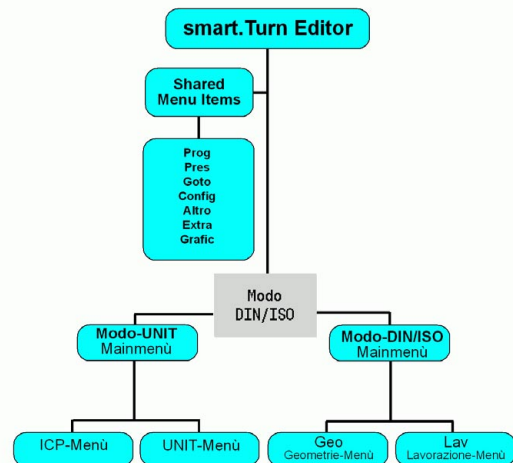 smart.Turn Editor
Shared
Menu Items
Prog
Pres
Goto
Config
Altro
Extra
Grafic
Modo
DIN/ISO
Modo-UNIT
Mainmenù
Modo-DIN/ISO
Mainmenù
ICP-Menù
UNIT-Menù
Geo
Geometrie-Menù
Lav
Lavorazione-Menù